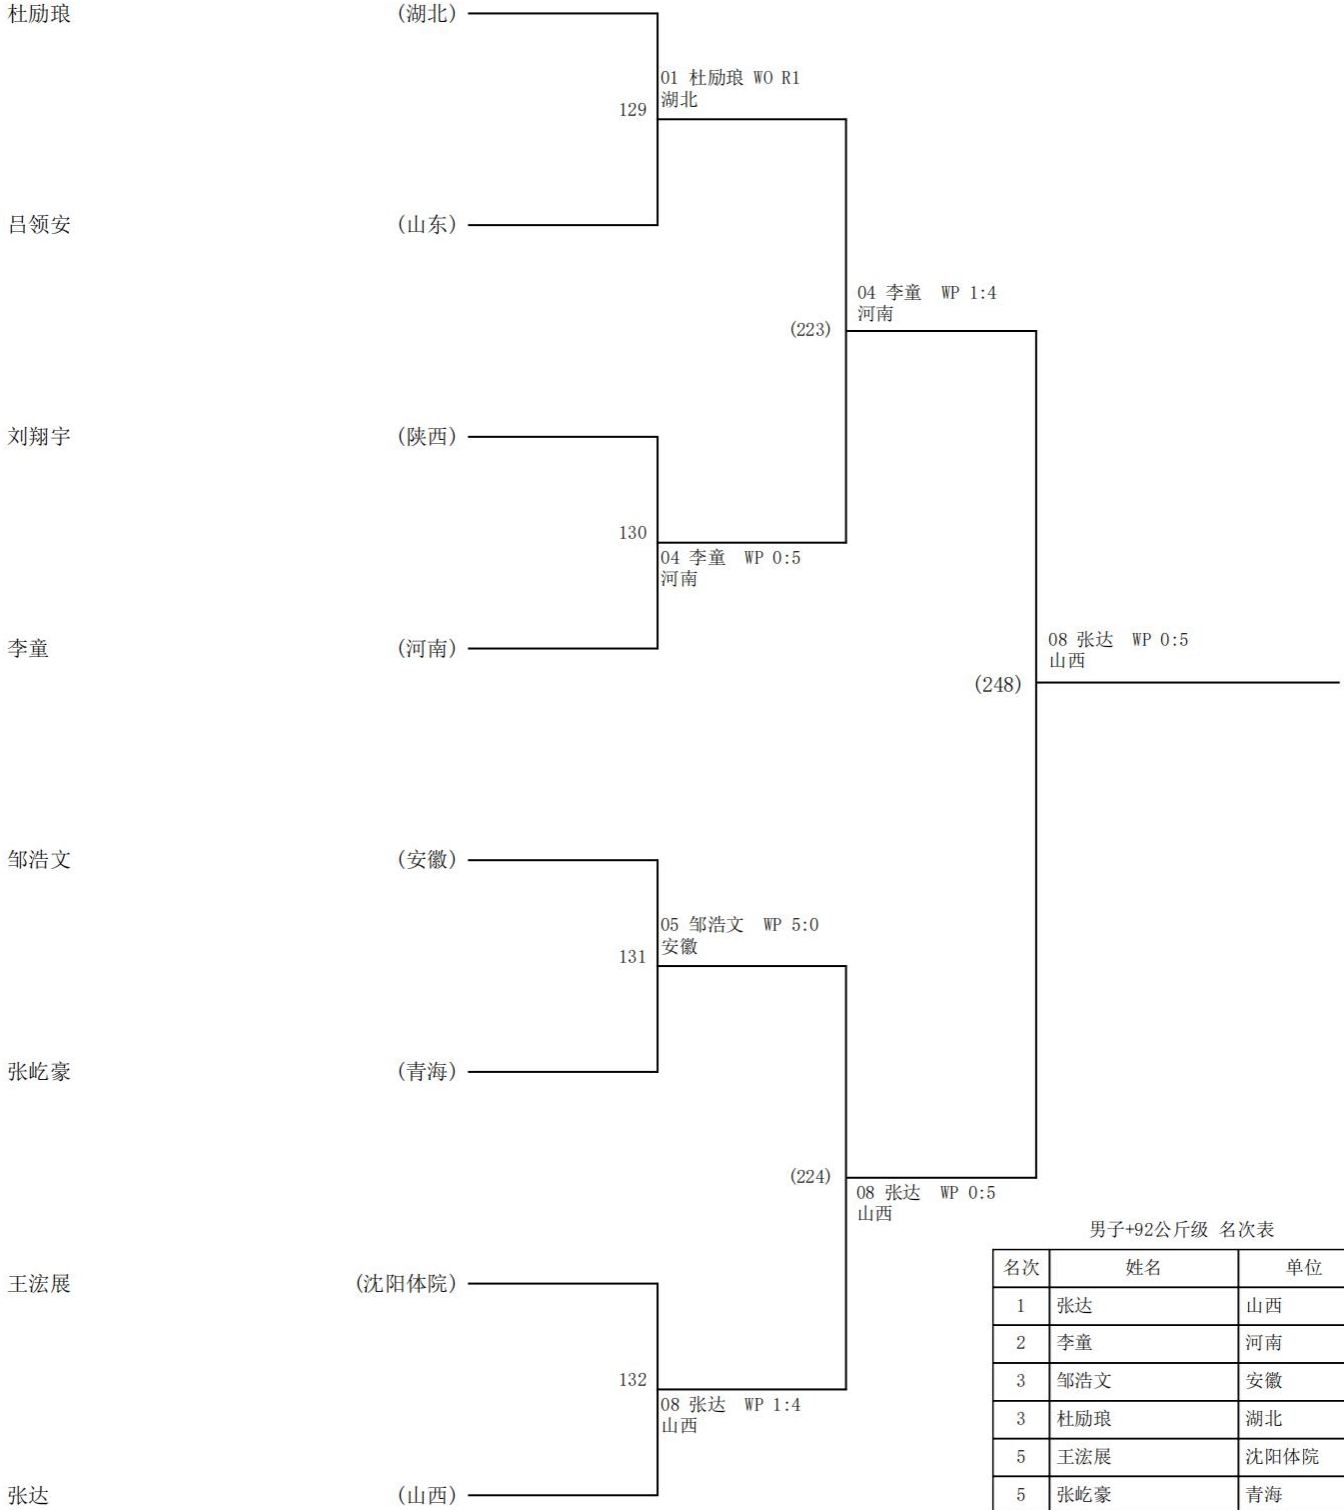 杜励琅 (湖北)
01 杜励琅 WO R1
湖北
129
吕领安 (山东)
04 李童 WP 1:4
河南
(223)
刘翔宇 (陕西)
130
04 李童 WP 0:5
河南
李童 (河南)
08 张达 WP 0:5
山西
(248)
邹浩文 (安徽)
05 邹浩文 WP 5:0
安徽
131
张屹豪 (青海)
(224)
08 张达 WP 0:5
山西
王浤展 (沈阳体院)
132
08 张达 WP 1:4
山西
张达 (山西)
男子+92公斤级 名次表
名次 姓名 单位
1 张达 山西
2 李童 河南
3 邹浩文 安徽
3 杜励琅 湖北
5 王浤展 沈阳体院
5 张屹豪 青海